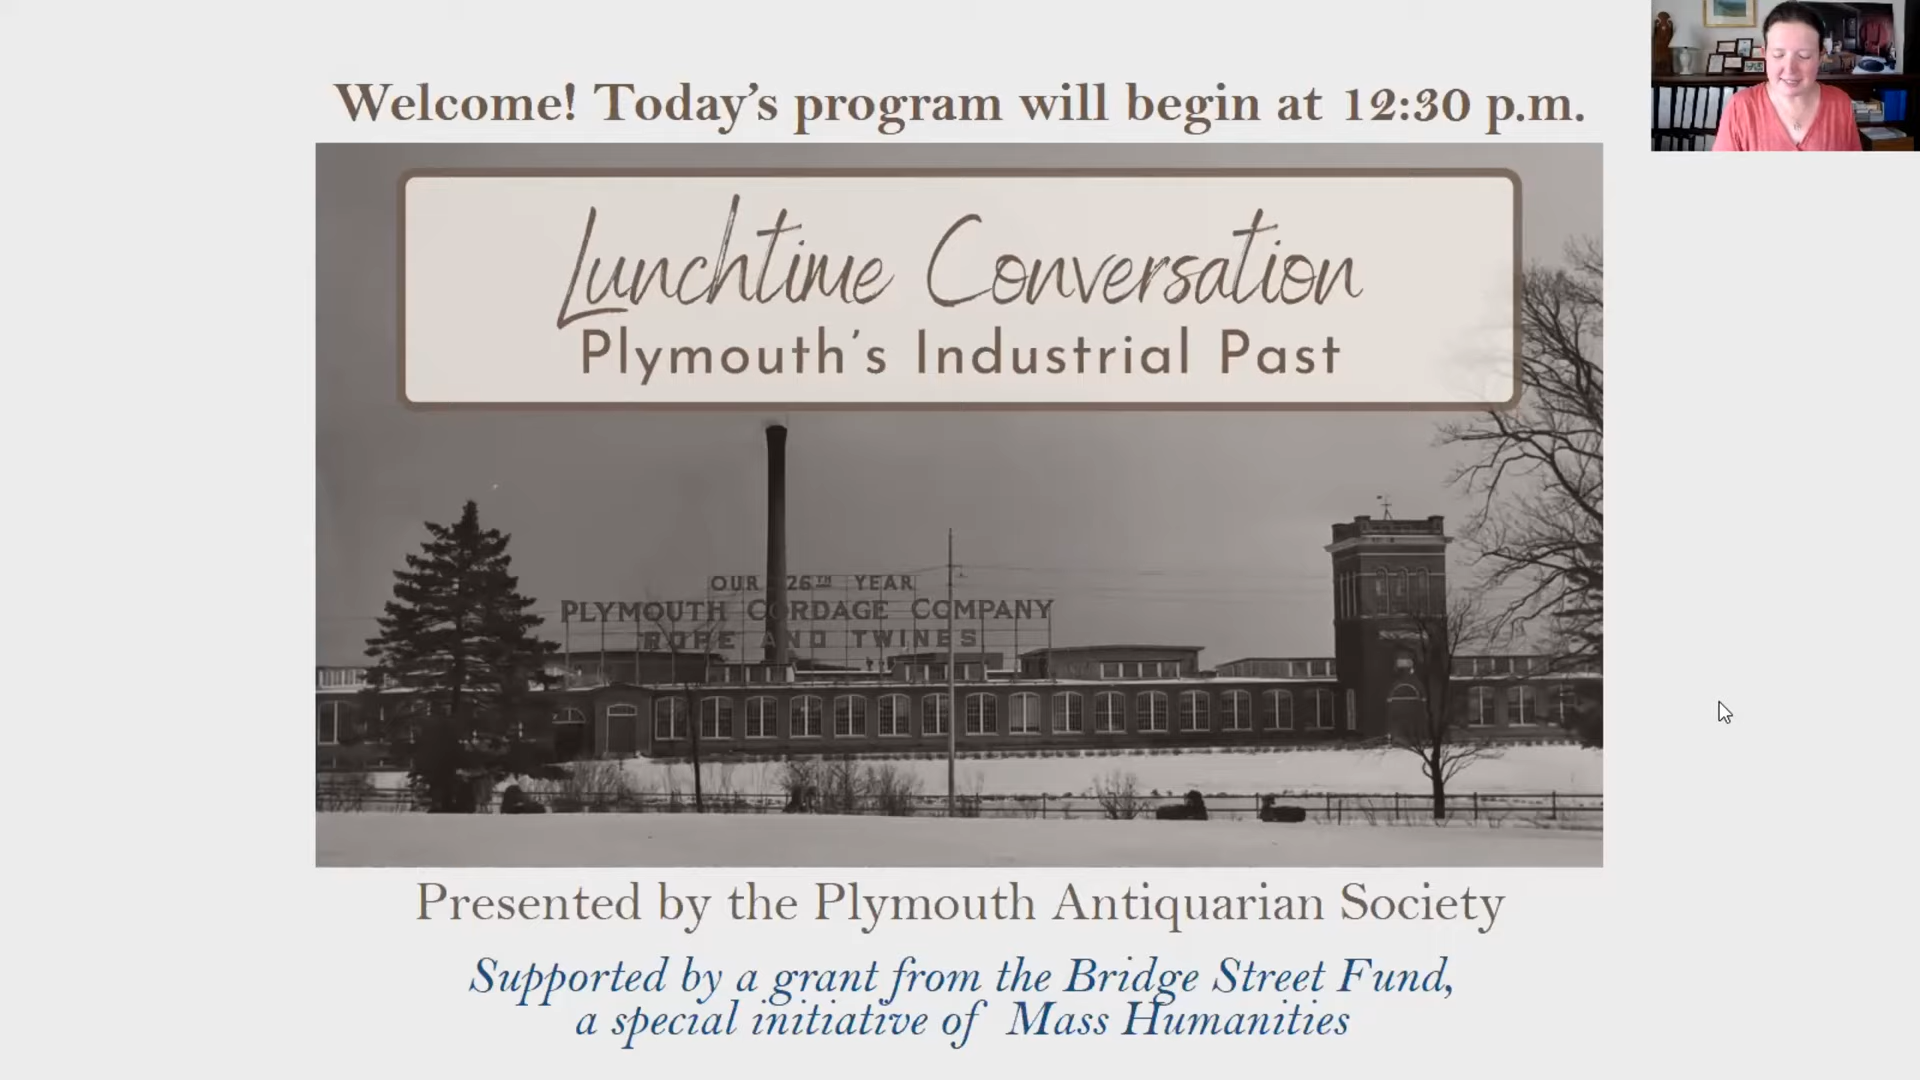 Welcome! Today's program will begin at 12:30 p.m.
Lunchtime Conversation
Plymouth's Industrial Past
OUR 26TH YEAR
PLYMOUTH CORDAGE COMPANY
ROPE AND TWINES
Presented by the Plymouth Antiquarian Society
Supported by a grant from the Bridge Street Fund,
a special initiative of Mass Humanities